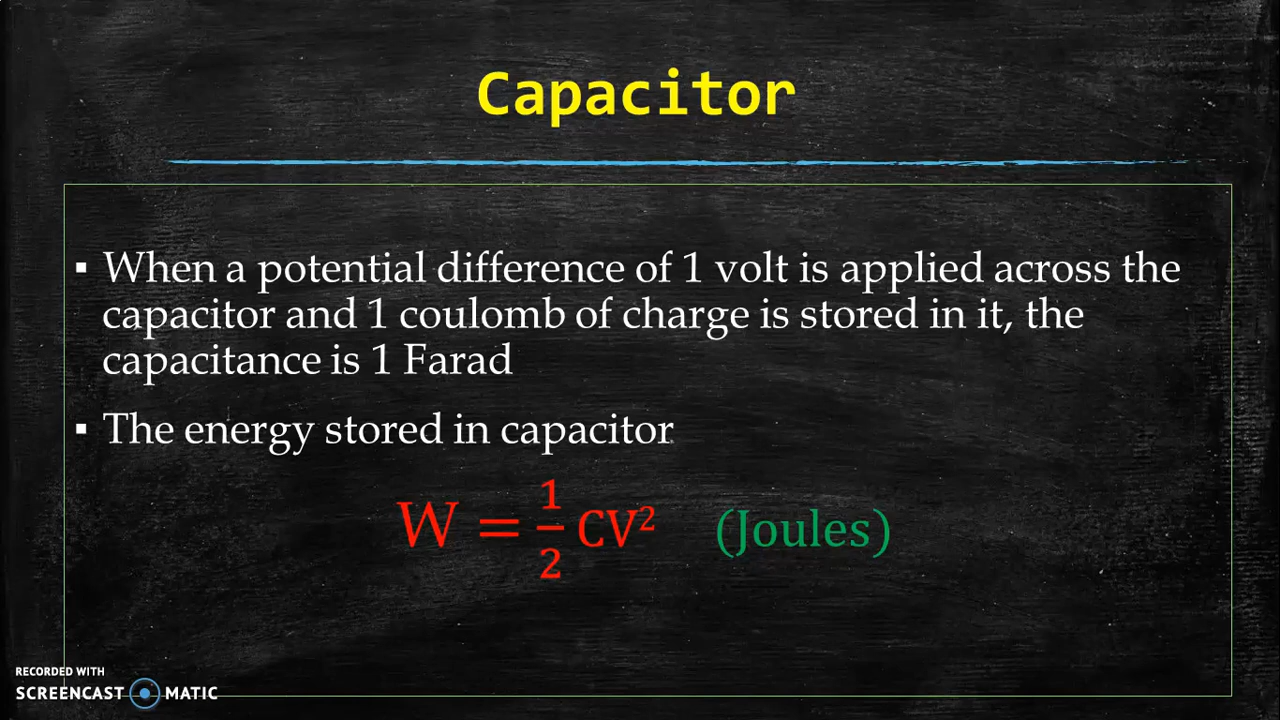 Capacitor
▪ When a potential difference of 1 volt is applied across the
capacitor and 1 coulomb of charge is stored in it, the
capacitance is 1 Farad
▪ The energy stored in capacitor
W = 1/2 CV² (Joules)
RECORDED WITH
SCREENCAST MATIC